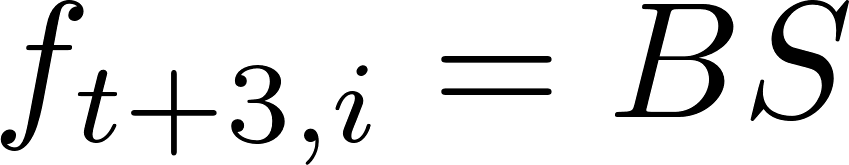 f_{t+3,i} = BS